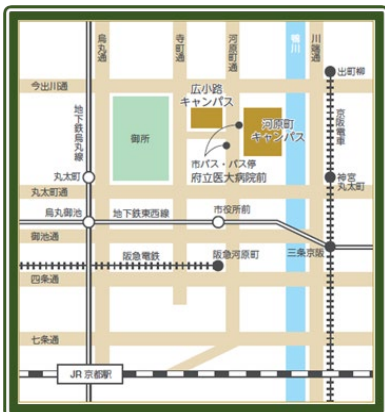 烏丸通
寺町通
河原町通
鴨川
川端通
出町柳
今出川通
広小路
キャンパス
地下鉄烏丸線
御所
河原町
キャンパス
京阪電車
市バス・バス停
府立医大病院前
丸太町
神宮
丸太町
丸太町通
烏丸御池
地下鉄東西線
市役所前
御池通
三条京阪
阪急電鉄
阪急河原町
四条通
七条通
JR 京都駅